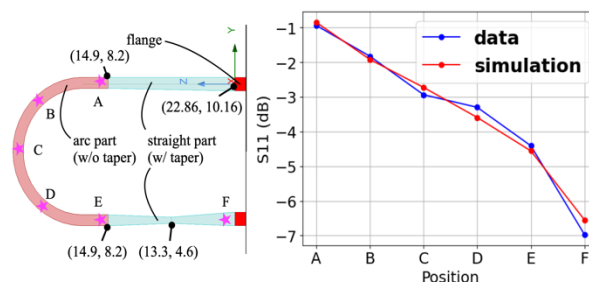 flange
(14.9, 8.2)
Y
Z
A
(22.86, 10.16)
B
arc part
(w/o taper)
straight part
(w/ taper)
C
D
E
F
(14.9, 8.2)
(13.3, 4.6)
data
simulation
S11 (dB)
−1
−2
−3
−4
−5
−6
−7
A B C D E F
Position